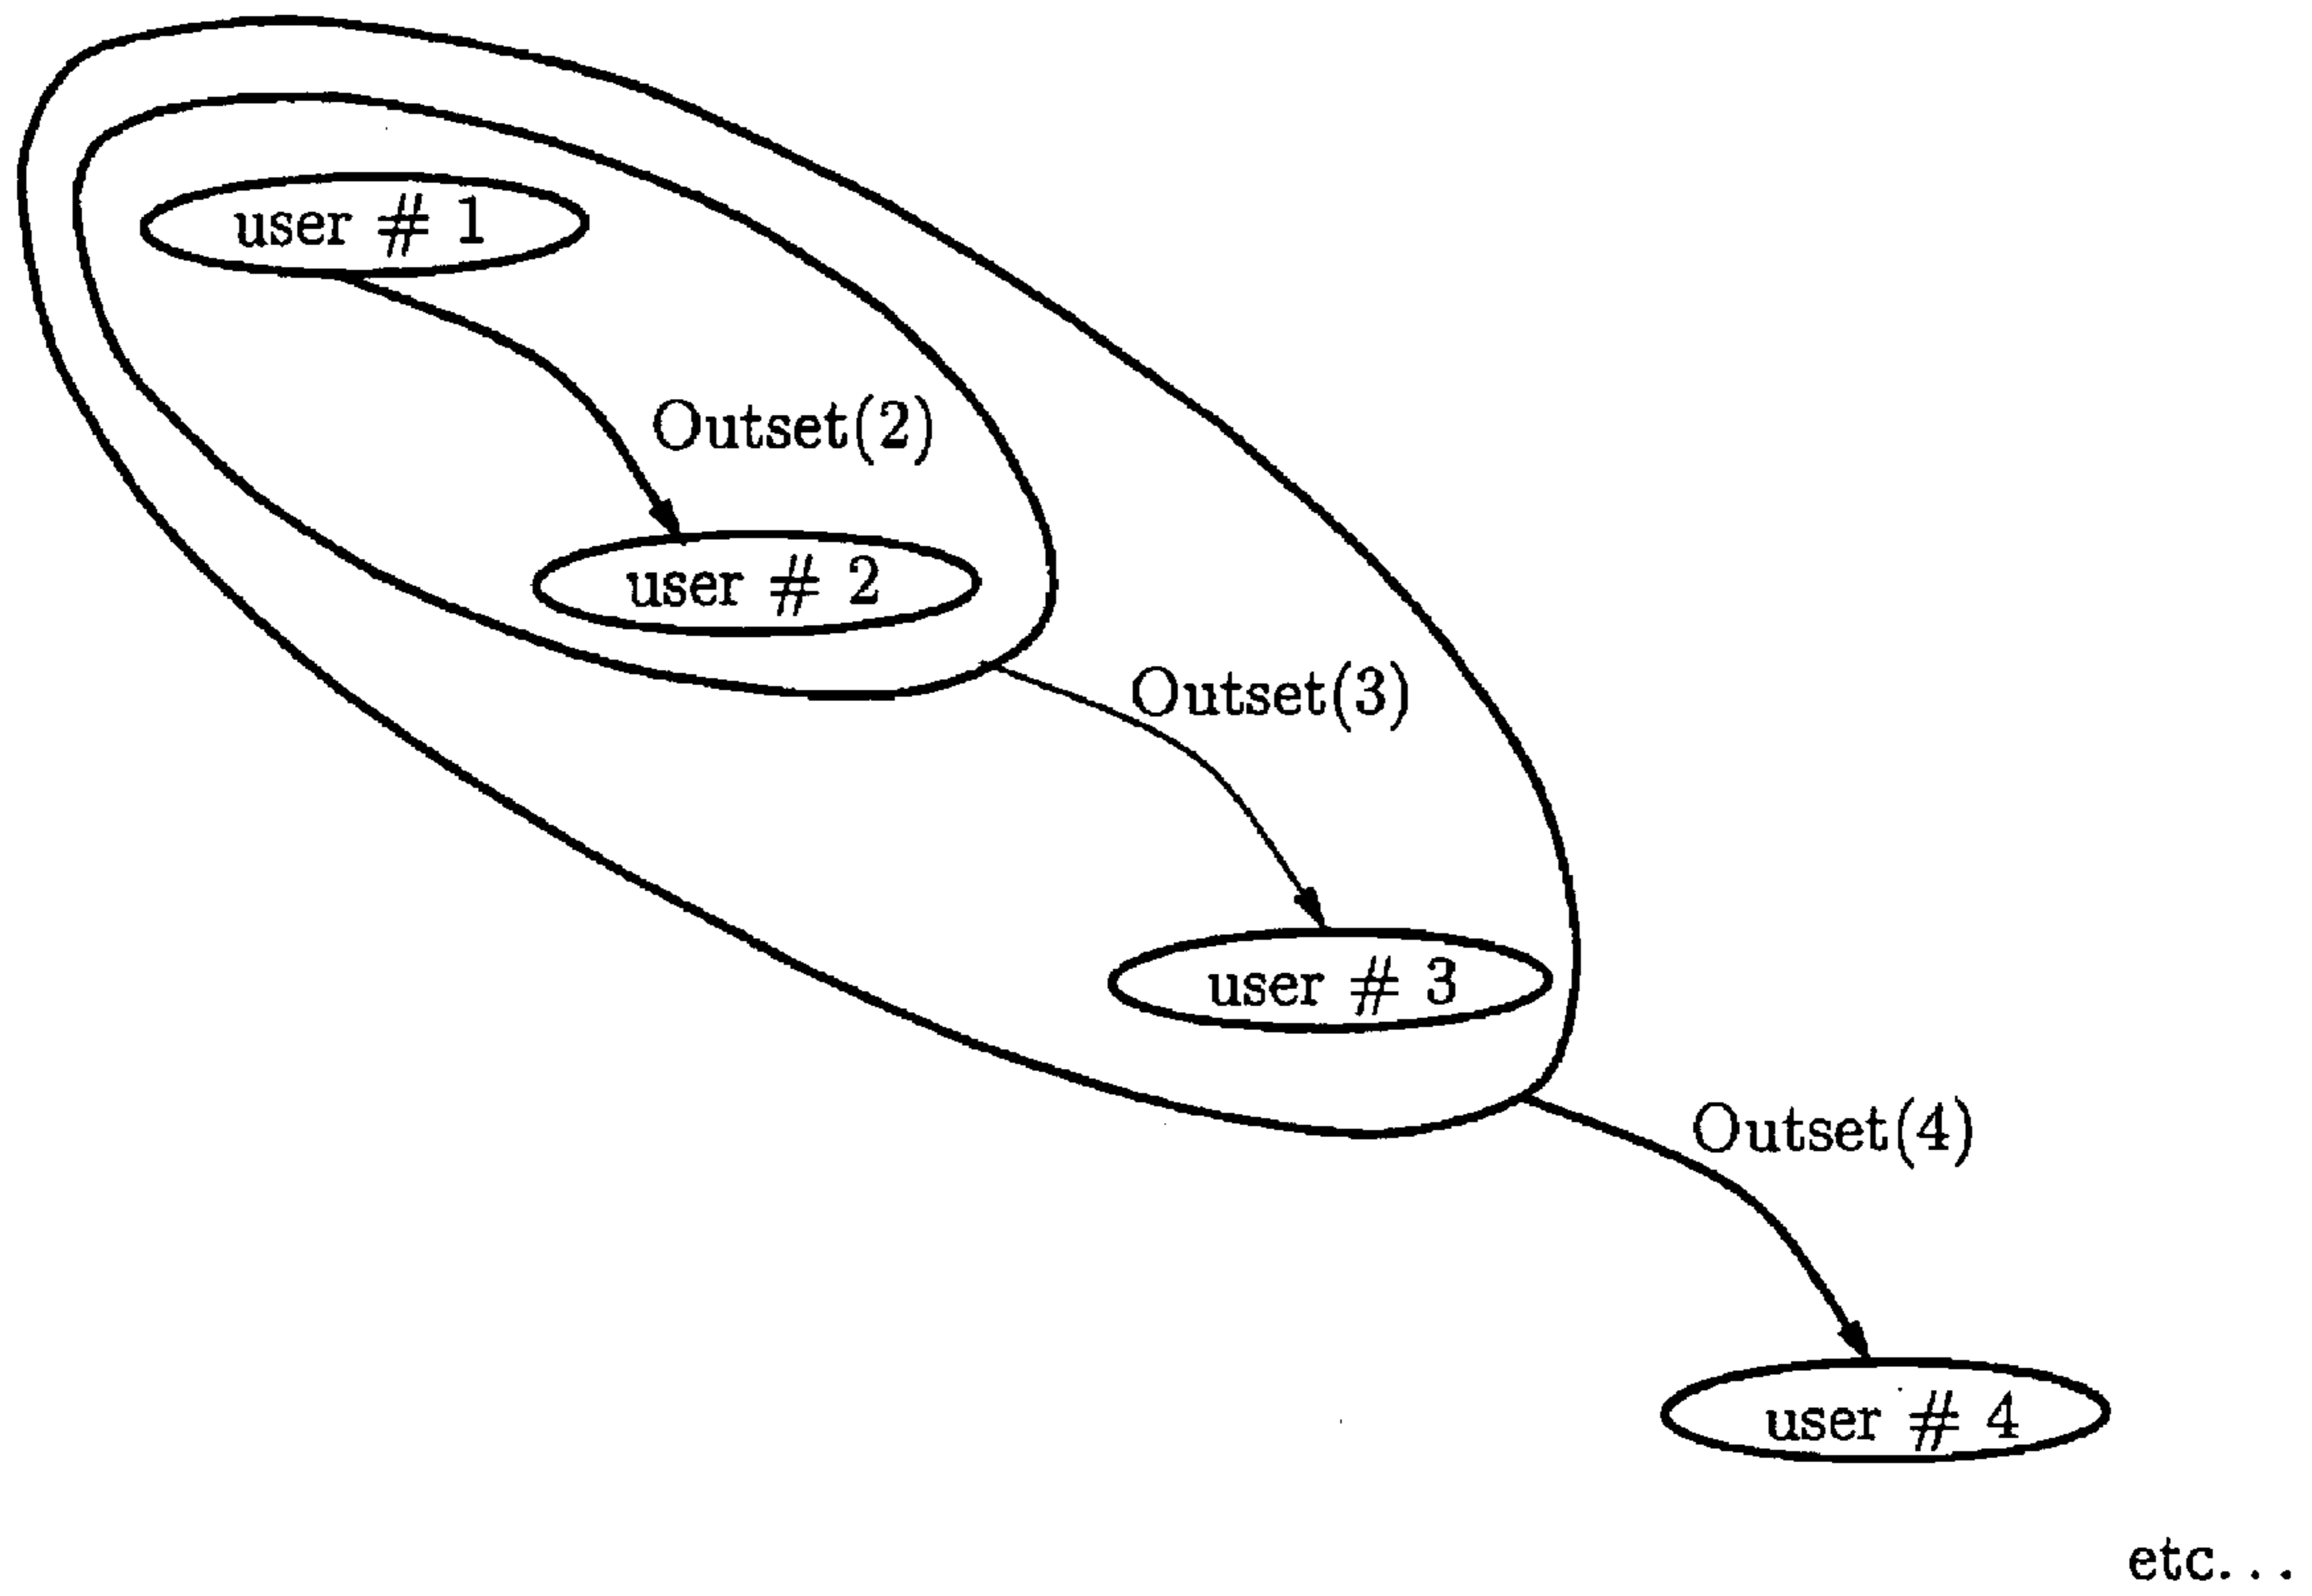 user # 1
Outset(2)
user # 2
Outset(3)
user # 3
Outset(4)
user # 4
etc...